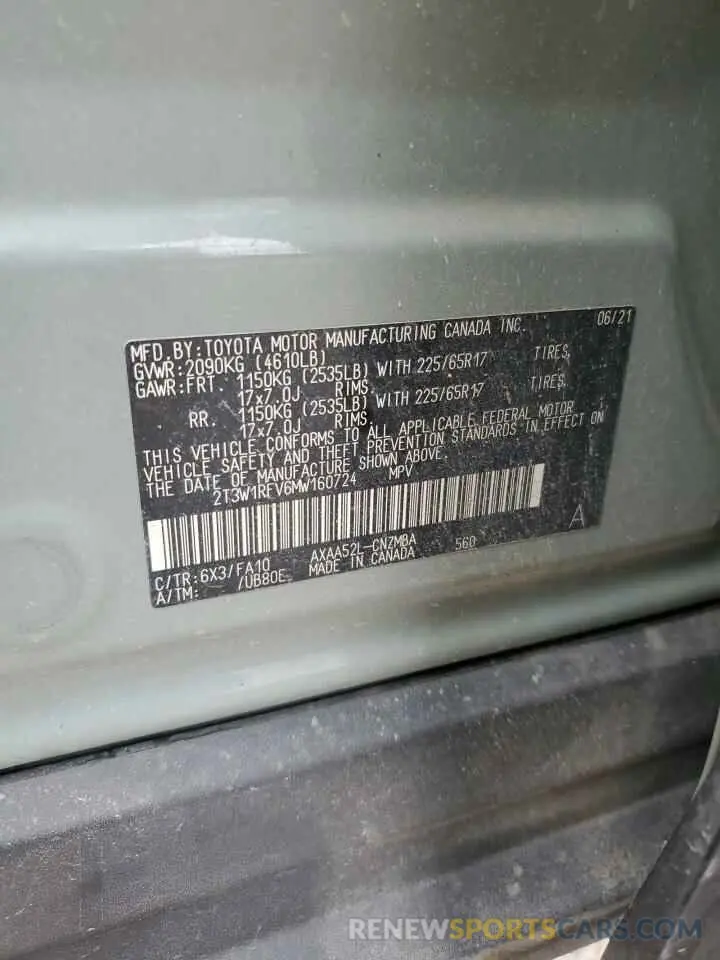 MFD. BY: TOYOTA MOTOR MANUFACTURING CANADA INC. 06/21
GVWR: 2090KG (4610LB)
GAWR: FRT. 1150KG (2535LB) WITH 225/65R17 TIRES,
17x7.0J RIMS,
RR. 1150KG (2535LB) WITH 225/65R17 TIRES,
17x7.0J RIMS,
THIS VEHICLE CONFORMS TO ALL APPLICABLE FEDERAL MOTOR
VEHICLE SAFETY AND THEFT PREVENTION STANDARDS IN EFFECT ON
THE DATE OF MANUFACTURE SHOWN ABOVE.
2T3W1RFV6MW160724 MPV
A
C/TR: 6X3/FA10 AXAA52L-CNZMBA 560
A/TM: /UB80E MADE IN CANADA
RENEWSPORTSCARS.COM